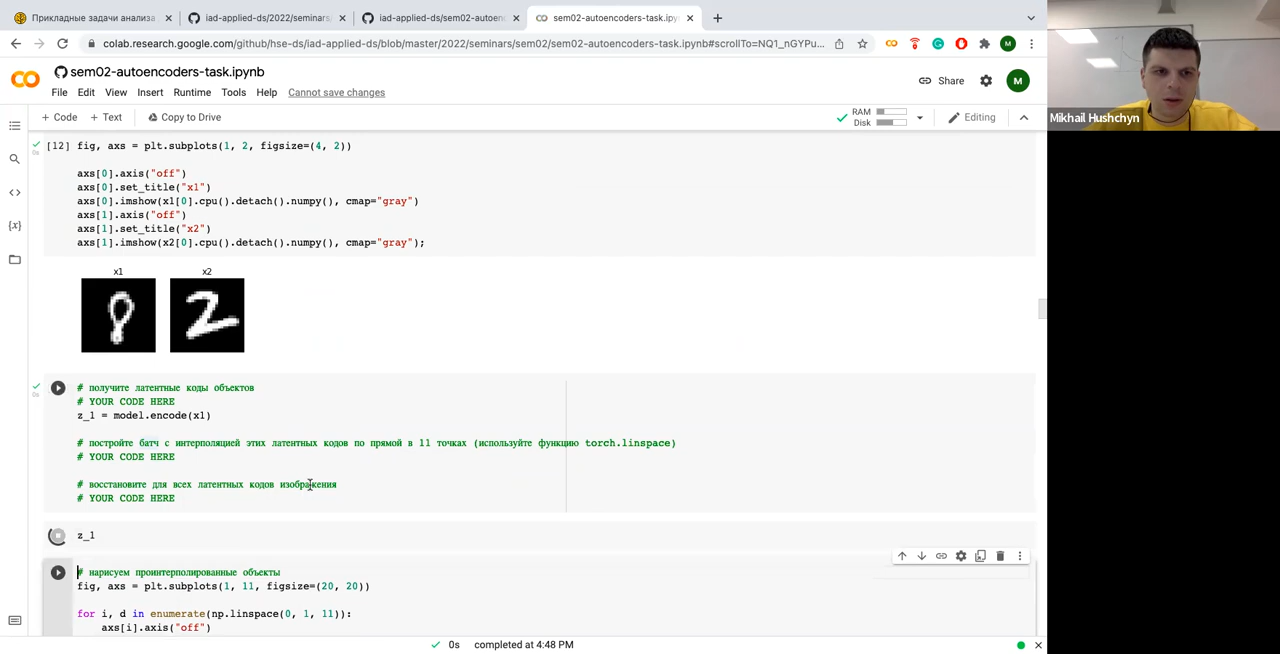 Прикладные задачи анализа
iad-applied-ds/2022/seminars
iad-applied-ds/sem02-autoenc
sem02-autoencoders-task.ipyn
colab.research.google.com/github/hse-ds/iad-applied-ds/blob/master/2022/seminars/sem02/sem02-autoencoders-task.ipynb#scrollTo=NQ1_nGYPu...
M
sem02-autoencoders-task.ipynb
Share
M
File Edit View Insert Runtime Tools Help Cannot save changes
+ Code + Text Copy to Drive
RAM
Disk
Editing
Mikhail Hushchyn
[12] fig, axs = plt.subplots(1, 2, figsize=(4, 2))
0s
axs[0].axis("off")
axs[0].set_title("x1")
axs[0].imshow(x1[0].cpu().detach().numpy(), cmap="gray")
axs[1].axis("off")
axs[1].set_title("x2")
axs[1].imshow(x2[0].cpu().detach().numpy(), cmap="gray");
x1 x2
# получите латентные коды объектов
0s
# YOUR CODE HERE
z_1 = model.encode(x1)
# постройте батч с интерполяцией этих латентных кодов по прямой в 11 точках (используйте функцию torch.linspace)
# YOUR CODE HERE
# восстановите для всех латентных кодов изображения
# YOUR CODE HERE
z_1
# нарисуем проинтерполированные объекты
fig, axs = plt.subplots(1, 11, figsize=(20, 20))
for i, d in enumerate(np.linspace(0, 1, 11)):
axs[i].axis("off")
0s completed at 4:48 PM